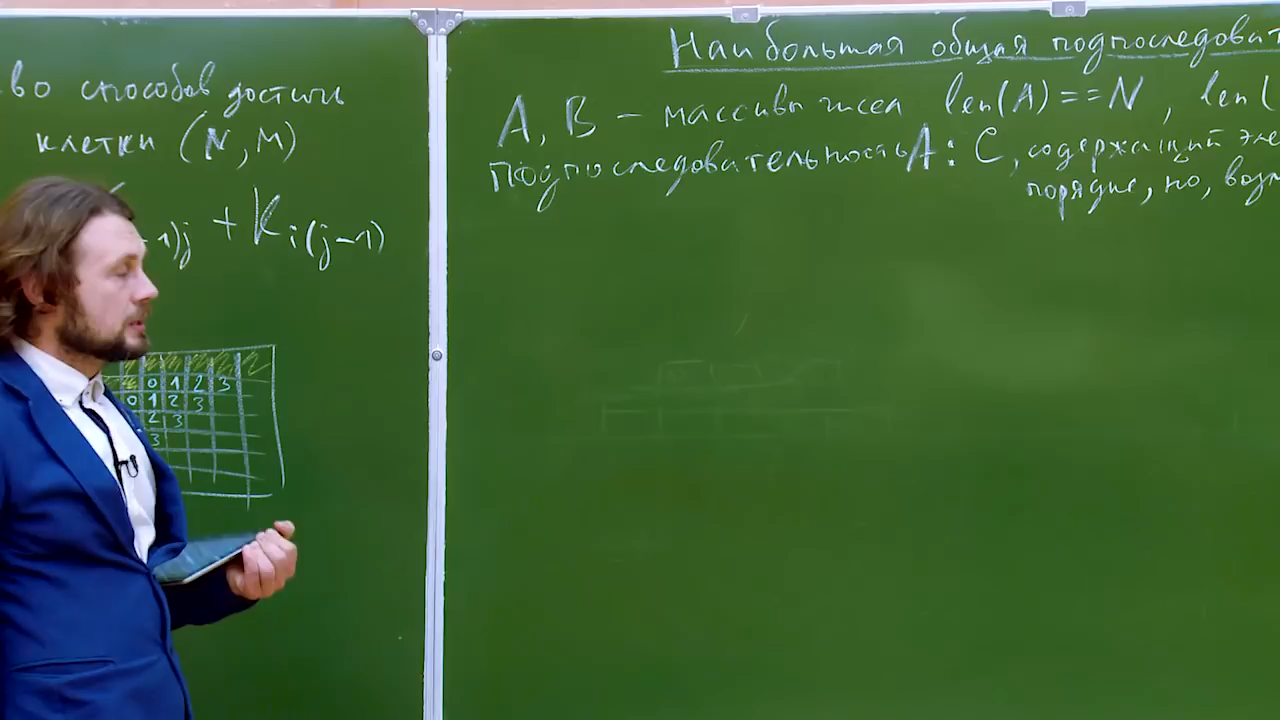 во способов достичь
клетки (N, M)
-1)j + K i(j-1)
0 1 2 3
0 1 2 3
2 3
3
Наибольшая общая подпоследоват
A, B – массивы чисел len(A)==N, len(
подпоследовательность A: C, содержащий эле
порядке, но, возм